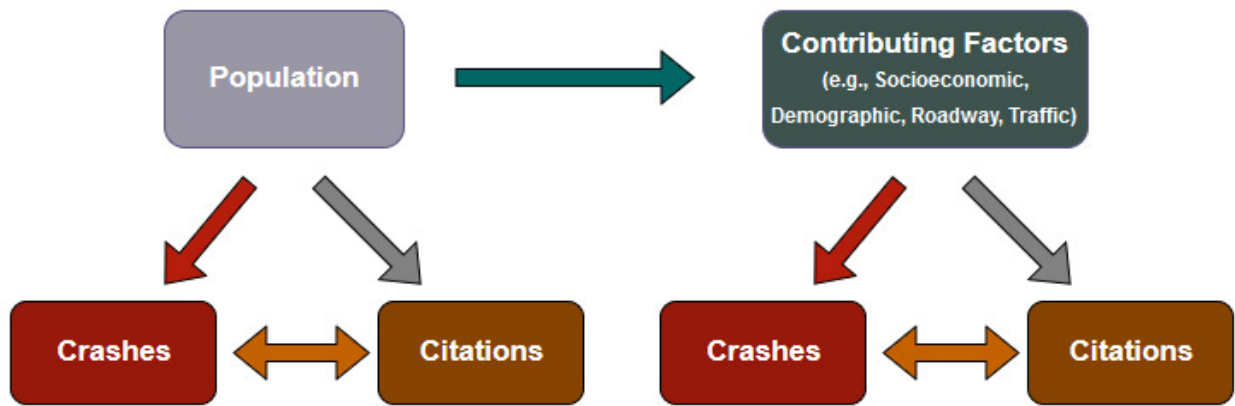 Population
Contributing Factors
(e.g., Socioeconomic,
Demographic, Roadway, Traffic)
Crashes
Citations
Crashes
Citations